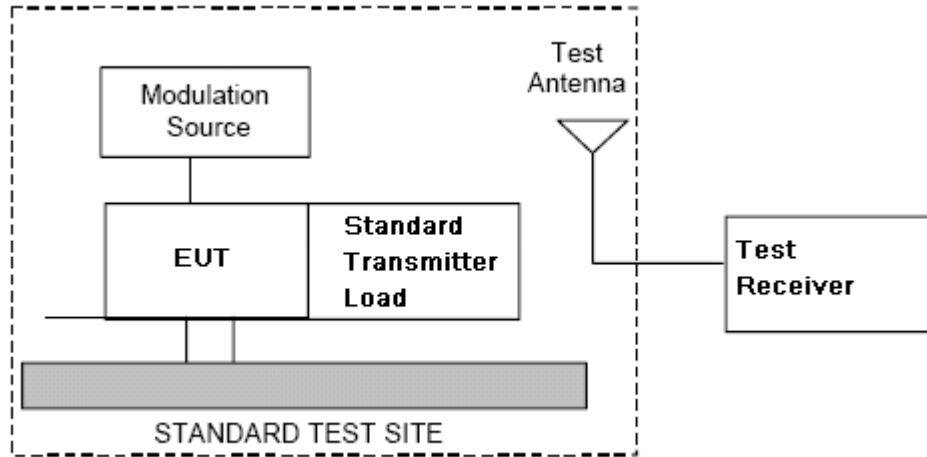 Test
Antenna
Modulation
Source
EUT
Standard
Transmitter
Load
Test
Receiver
STANDARD TEST SITE